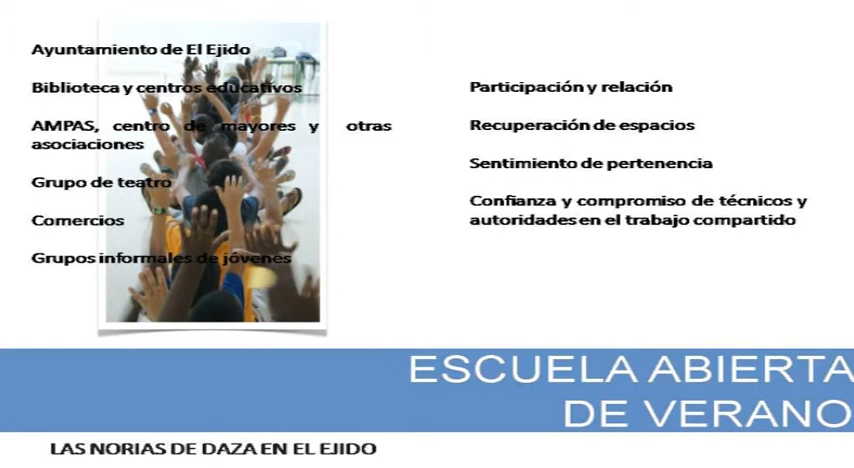 Ayuntamiento de El Ejido
Biblioteca y centros educativos
AMPAS, centro de mayores y otras
asociaciones
Grupo de teatro
Comercios
Grupos informales de jóvenes
Participación y relación
Recuperación de espacios
Sentimiento de pertenencia
Confianza y compromiso de técnicos y
autoridades en el trabajo compartido
ESCUELA ABIERTA
DE VERANO
LAS NORIAS DE DAZA EN EL EJIDO